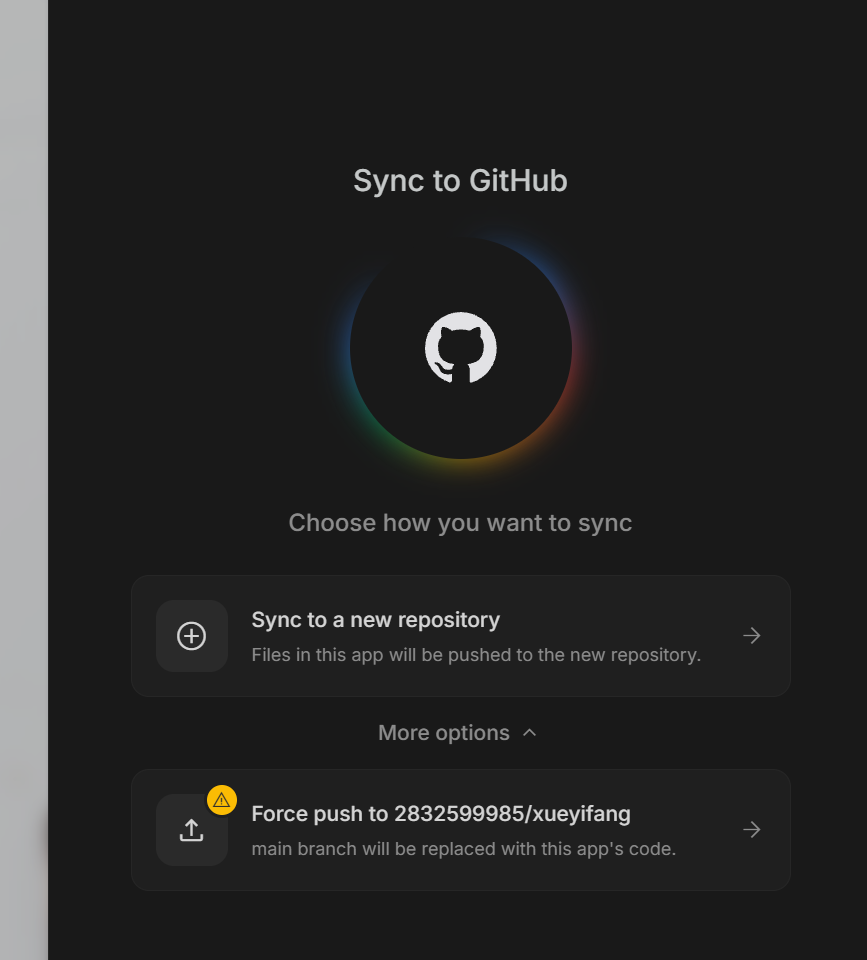 Sync to GitHub
Choose how you want to sync
Sync to a new repository
Files in this app will be pushed to the new repository.
More options
Force push to 2832599985/xueyifang
main branch will be replaced with this app's code.